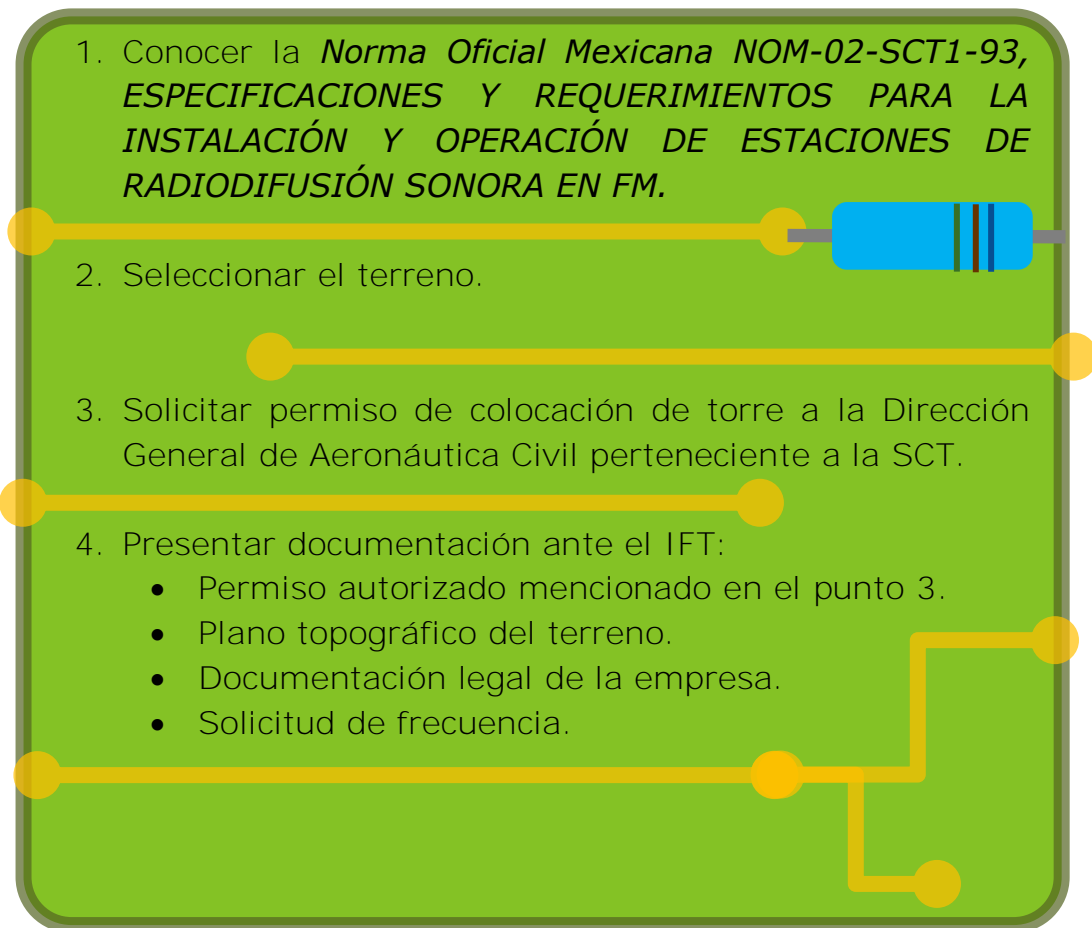 1. Conocer la Norma Oficial Mexicana NOM-02-SCT1-93,
ESPECIFICACIONES Y REQUERIMIENTOS PARA LA
INSTALACIÓN Y OPERACIÓN DE ESTACIONES DE
RADIODIFUSIÓN SONORA EN FM.
2. Seleccionar el terreno.
3. Solicitar permiso de colocación de torre a la Dirección
General de Aeronáutica Civil perteneciente a la SCT.
4. Presentar documentación ante el IFT:
• Permiso autorizado mencionado en el punto 3.
• Plano topográfico del terreno.
• Documentación legal de la empresa.
• Solicitud de frecuencia.